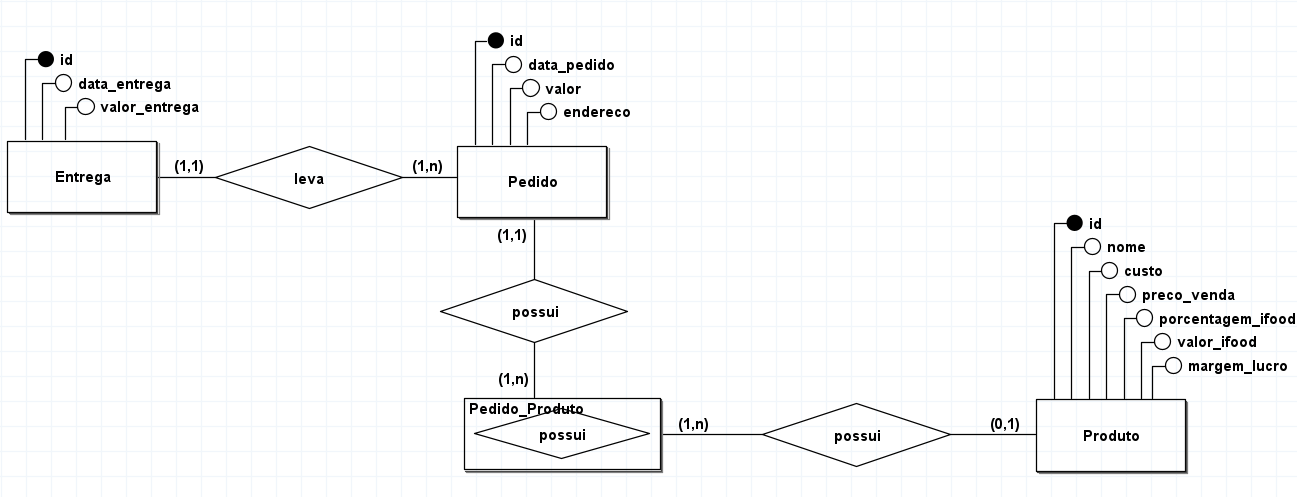 id
data_entrega
valor_entrega
Entrega
(1,1)
leva
(1,n)
id
data_pedido
valor
endereco
Pedido
(1,1)
possui
(1,n)
Pedido_Produto
possui
(1,n)
possui
(0,1)
id
nome
custo
preco_venda
porcentagem_ifood
valor_ifood
margem_lucro
Produto